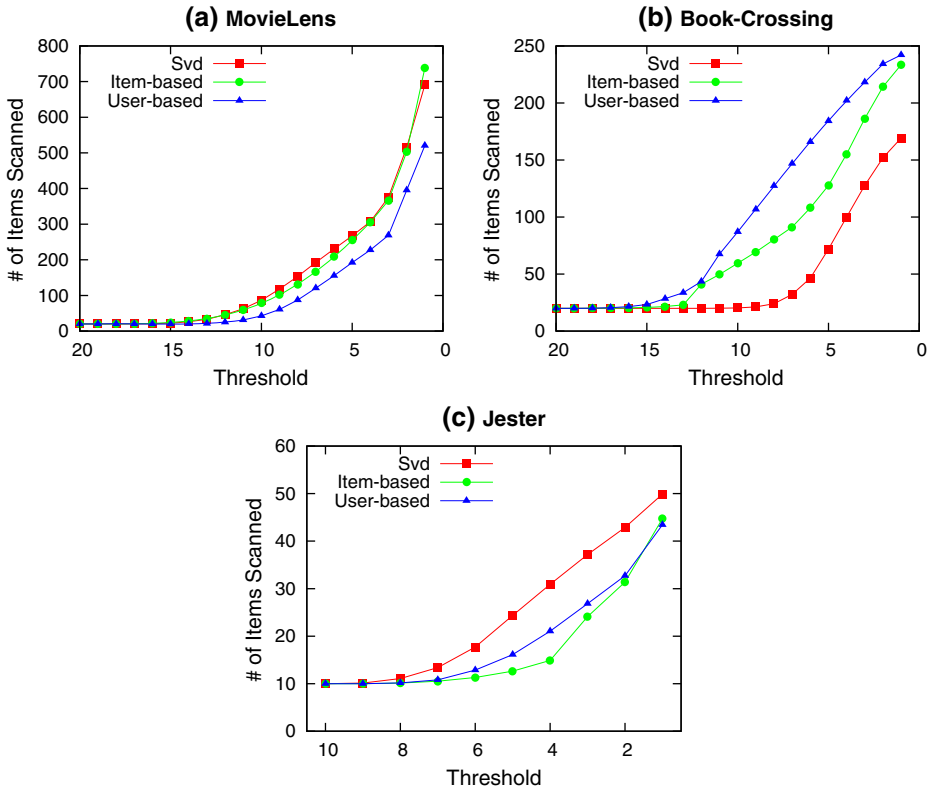 (a) MovieLens
800
700
600
500
400
300
200
100
0
20
15
10
5
0
# of Items Scanned
Threshold
Svd
Item-based
User-based
(b) Book-Crossing
250
200
150
100
50
0
20
15
10
5
0
# of Items Scanned
Threshold
Svd
Item-based
User-based
(c) Jester
60
50
40
30
20
10
0
10
8
6
4
2
# of Items Scanned
Threshold
Svd
Item-based
User-based